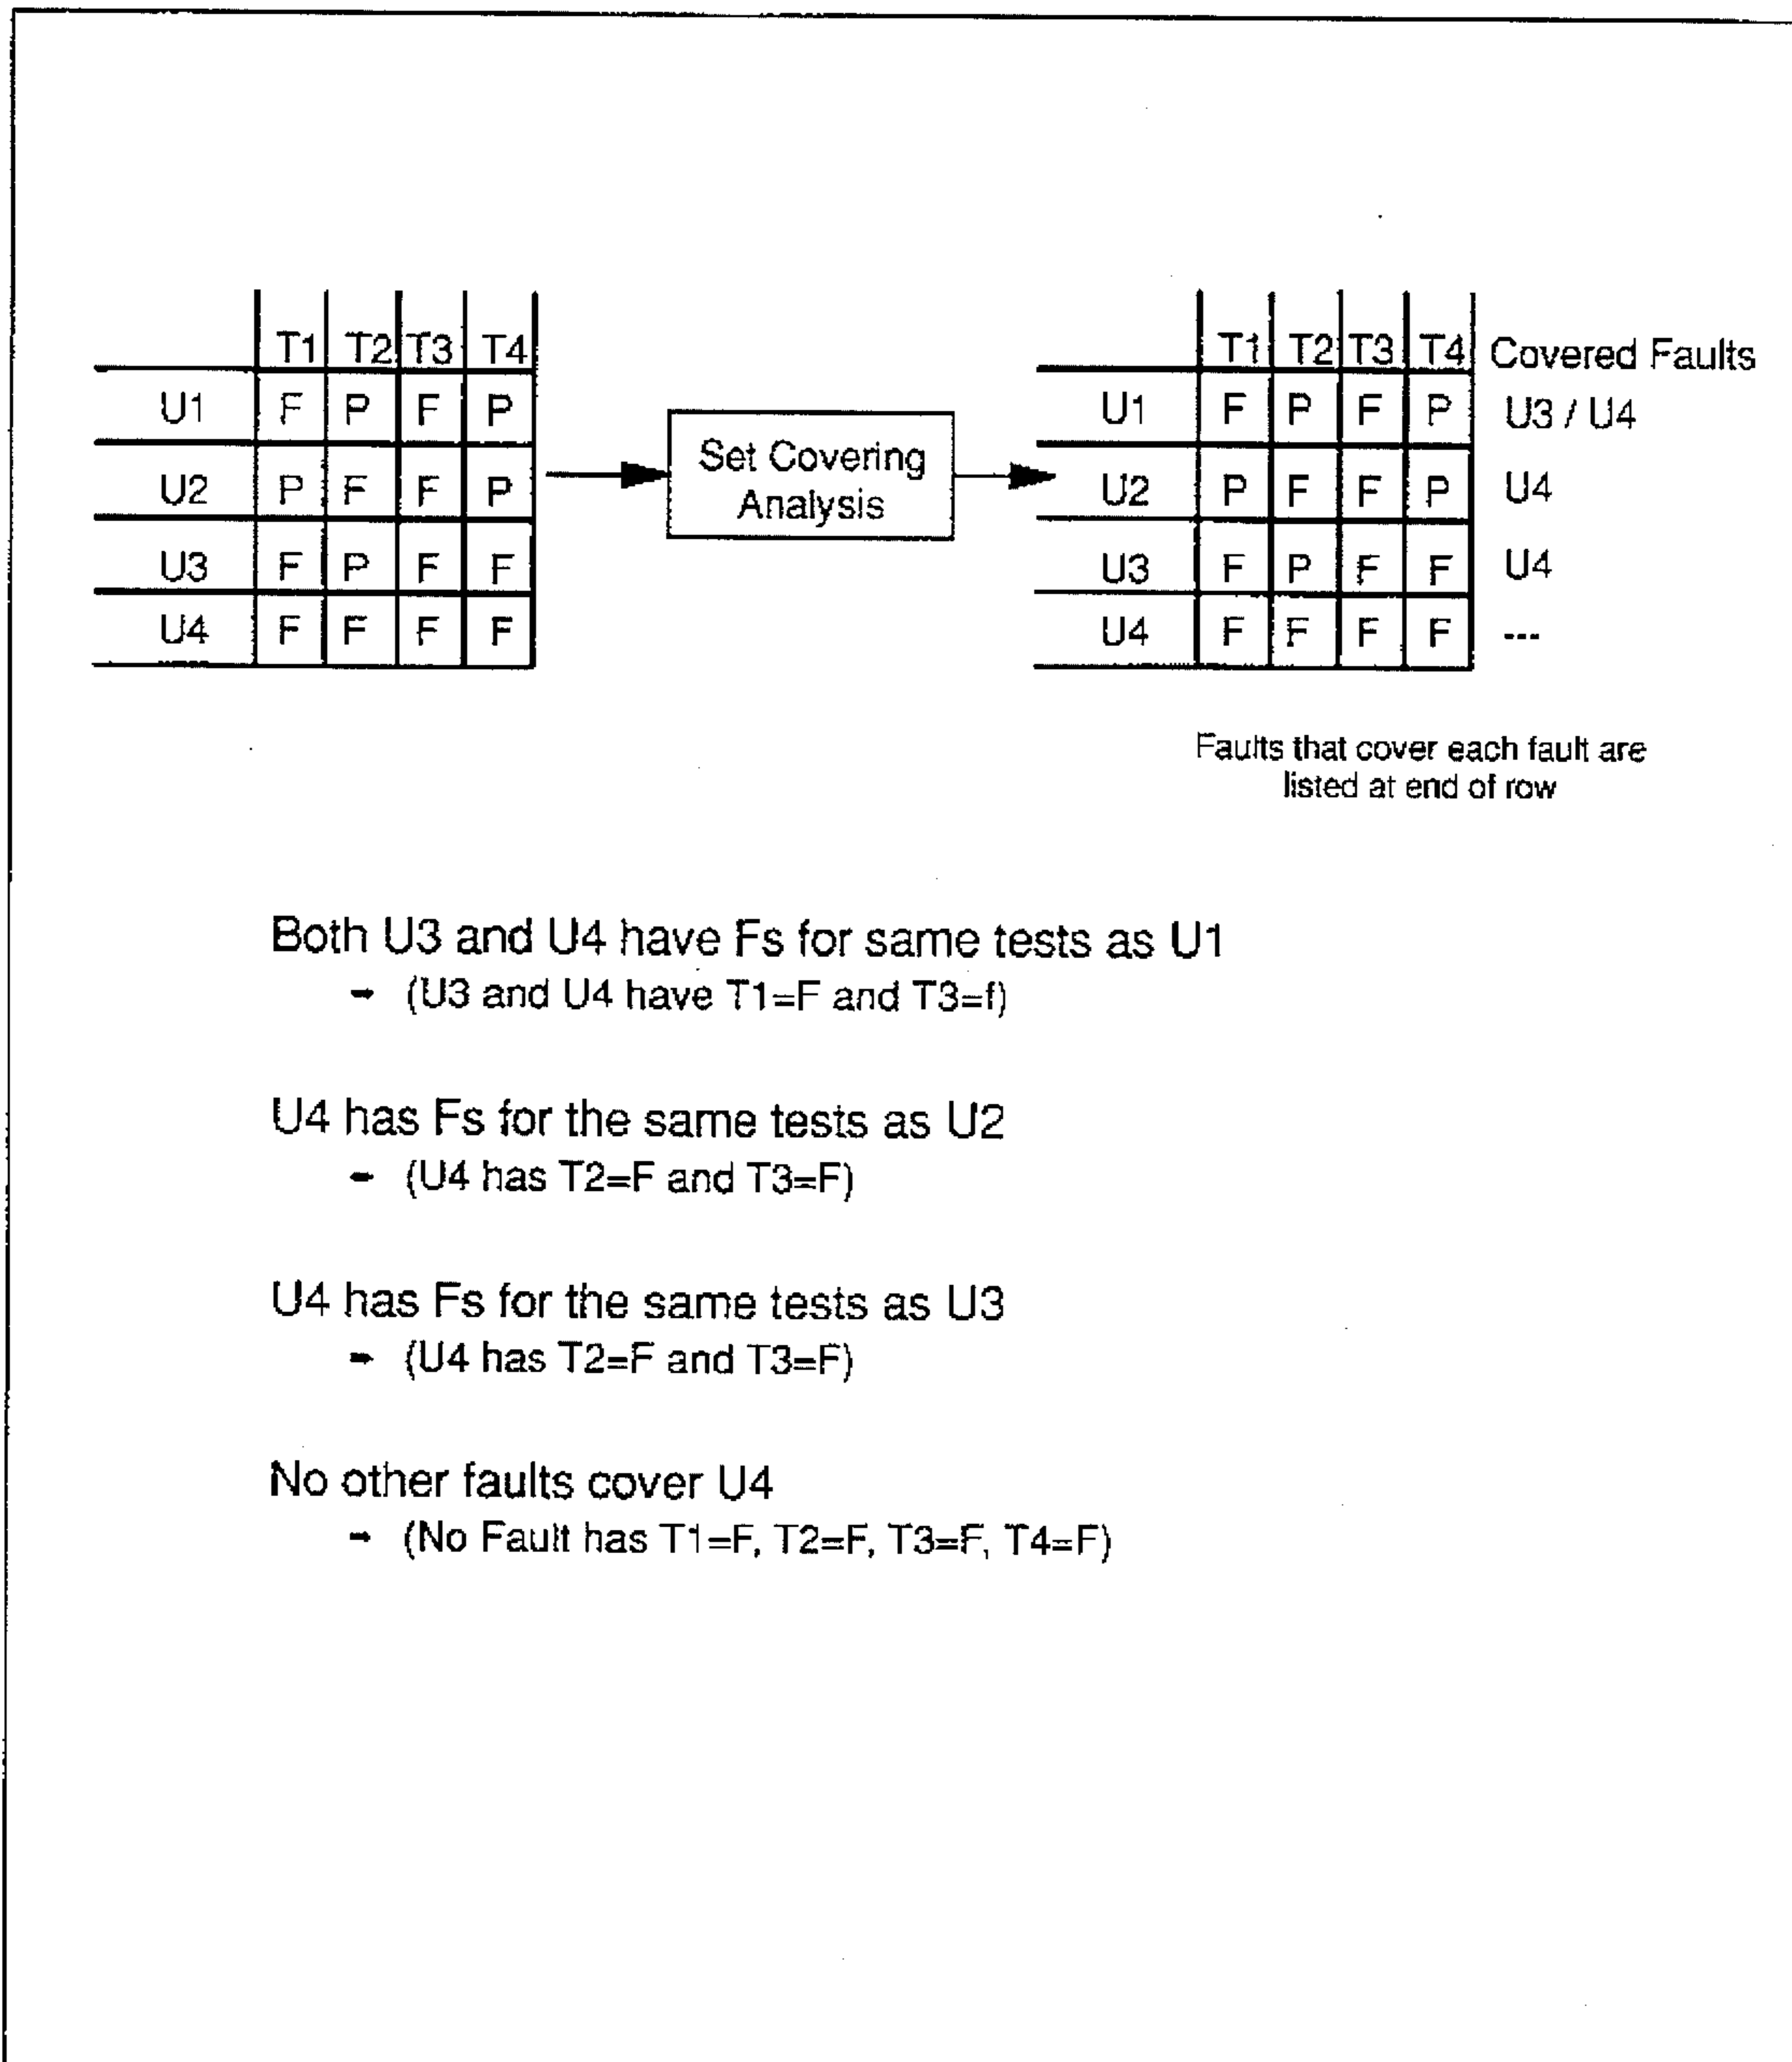 T1 T2 T3 T4
U1 F P F P
U2 P F F P
U3 F P F F
U4 F F F F
Set Covering
Analysis
T1 T2 T3 T4 Covered Faults
U1 F P F P U3 / U4
U2 P F F P U4
U3 F P F F U4
U4 F F F F ---
Faults that cover each fault are
listed at end of row
Both U3 and U4 have Fs for same tests as U1
- (U3 and U4 have T1=F and T3=f)
U4 has Fs for the same tests as U2
- (U4 has T2=F and T3=F)
U4 has Fs for the same tests as U3
- (U4 has T2=F and T3=F)
No other faults cover U4
- (No Fault has T1=F, T2=F, T3=F, T4=F)